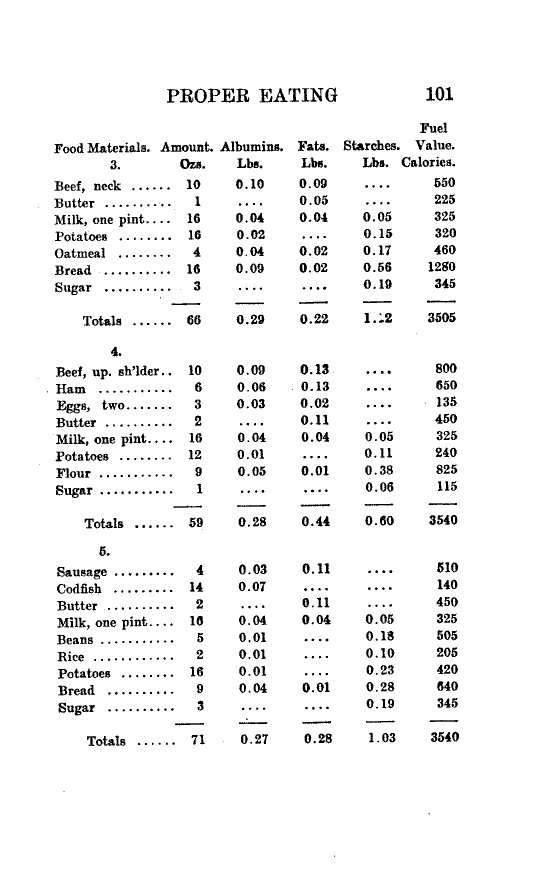 PROPER EATING 101
Fuel
Food Materials. Amount. Albumins. Fats. Starches. Value.
3. Ozs. Lbs. Lbs. Lbs. Calories.
Beef, neck ...... 10 0.10 0.09 .... 550
Butter .......... 1 .... 0.05 .... 225
Milk, one pint.... 16 0.04 0.04 0.05 325
Potatoes ........ 16 0.02 .... 0.15 320
Oatmeal ........ 4 0.04 0.02 0.17 460
Bread .......... 16 0.09 0.02 0.56 1280
Sugar .......... 3 .... .... 0.19 345
Totals ...... 66 0.29 0.22 1.12 3505
4.
Beef, up. sh'lder.. 10 0.09 0.13 .... 800
Ham ........... 6 0.06 0.13 .... 650
Eggs, two....... 3 0.03 0.02 .... 135
Butter .......... 2 .... 0.11 .... 450
Milk, one pint.... 16 0.04 0.04 0.05 325
Potatoes ........ 12 0.01 .... 0.11 240
Flour ........... 9 0.05 0.01 0.38 825
Sugar ........... 1 .... .... 0.06 115
Totals ...... 59 0.28 0.44 0.60 3540
5.
Sausage ......... 4 0.03 0.11 .... 510
Codfish ......... 14 0.07 .... .... 140
Butter .......... 2 .... 0.11 .... 450
Milk, one pint.... 16 0.04 0.04 0.05 325
Beans ........... 5 0.01 .... 0.18 505
Rice ............ 2 0.01 .... 0.10 205
Potatoes ........ 16 0.01 .... 0.23 420
Bread .......... 9 0.04 0.01 0.28 640
Sugar .......... 3 .... .... 0.19 345
Totals ...... 71 0.27 0.28 1.03 3540